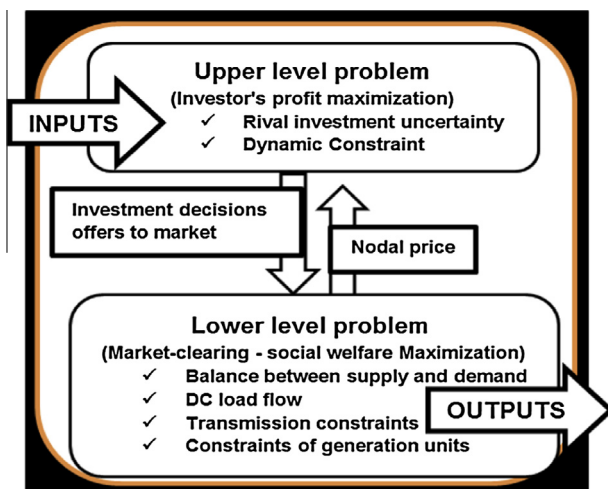 Upper level problem
(Investor's profit maximization)
✓ Rival investment uncertainty
✓ Dynamic Constraint
INPUTS
Investment decisions
offers to market
Nodal price
Lower level problem
(Market-clearing - social welfare Maximization)
✓ Balance between supply and demand
✓ DC load flow
✓ Transmission constraints
✓ Constraints of generation units
OUTPUTS